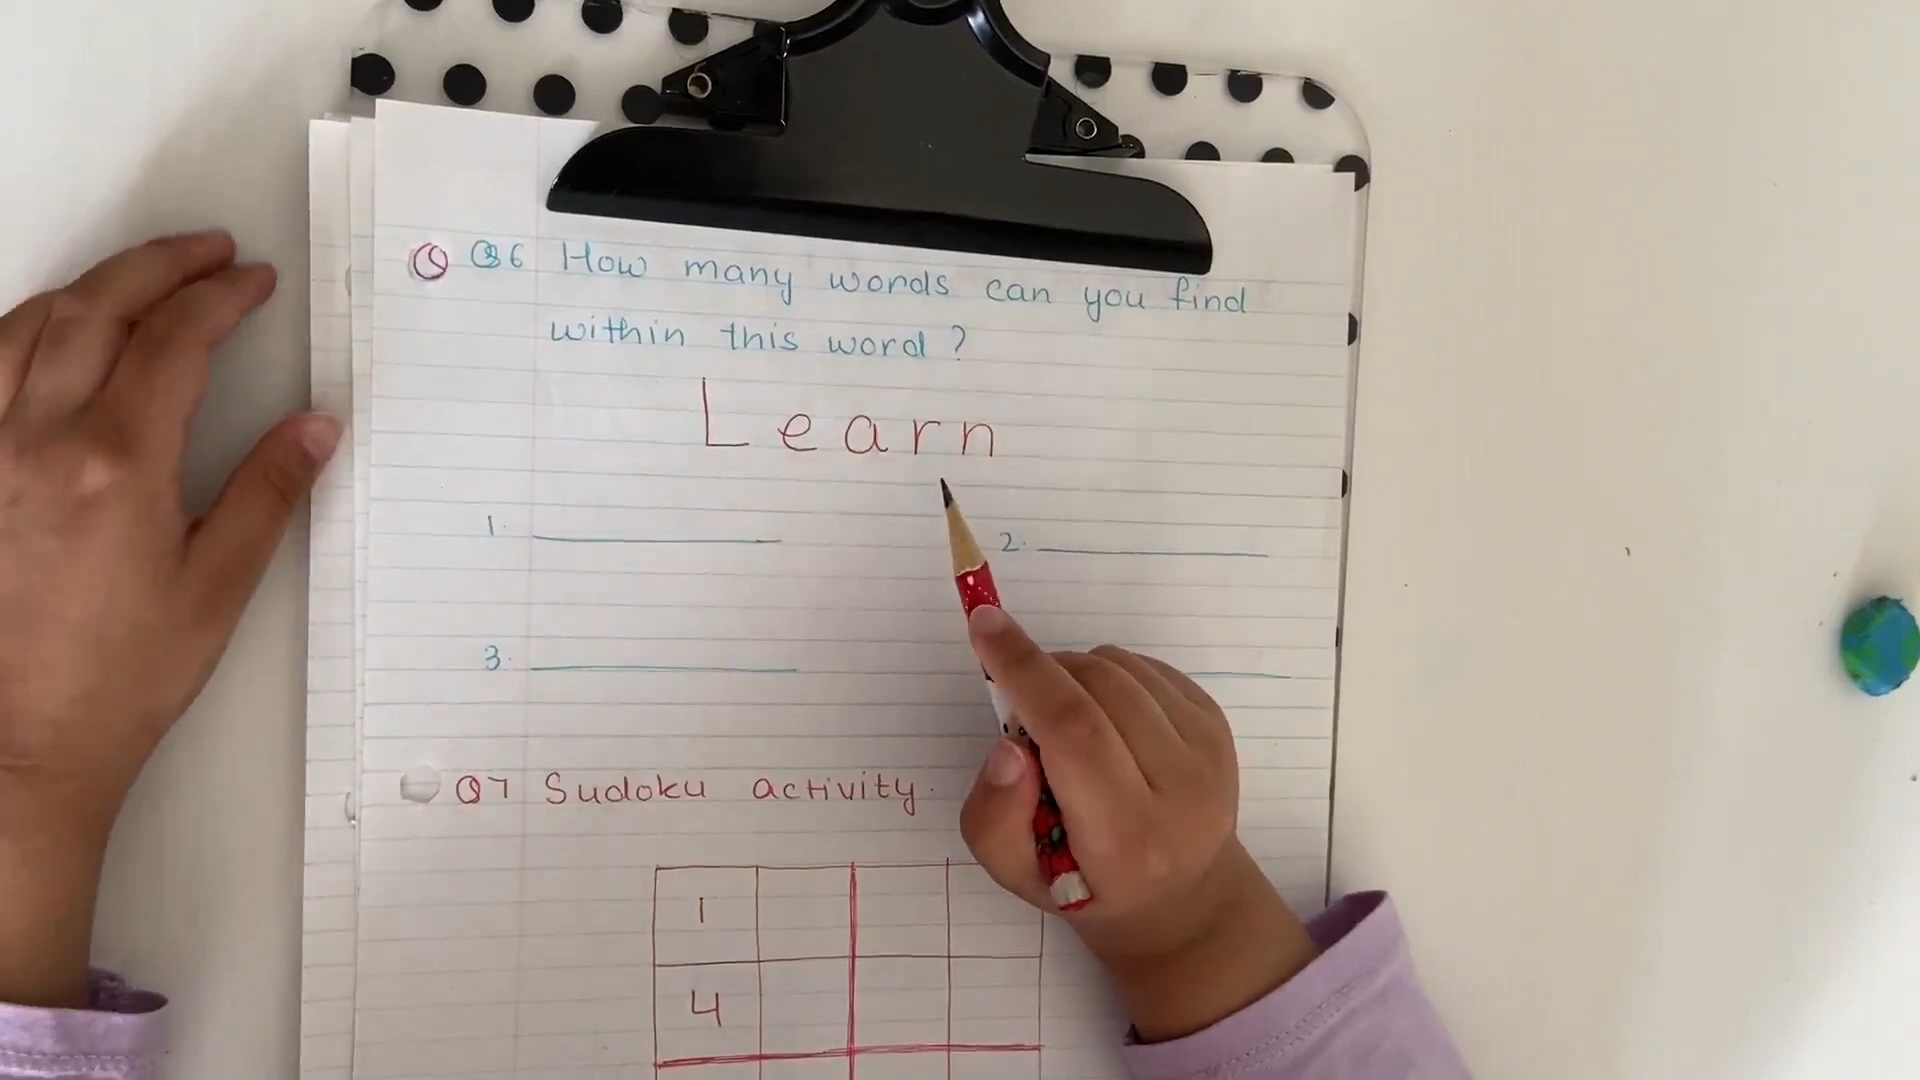 Q6 How many words can you find
within this word?
Learn
1. 2.
3.
Q7 Sudoku activity.
1
4